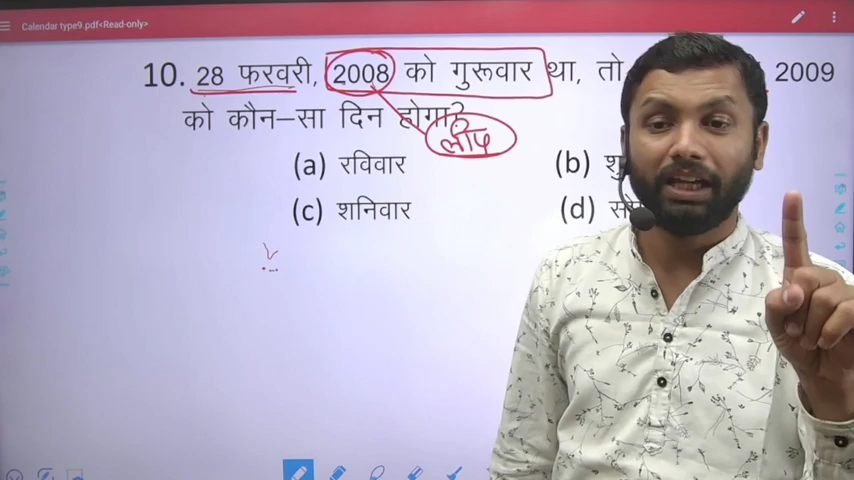 Calendar type9.pdf<Read-only>
10. 28 फरवरी, 2008 को गुरूवार था, तो 2009
को कौन–सा दिन होगा?
लीप
(a) रविवार (b)
(c) शनिवार (d)